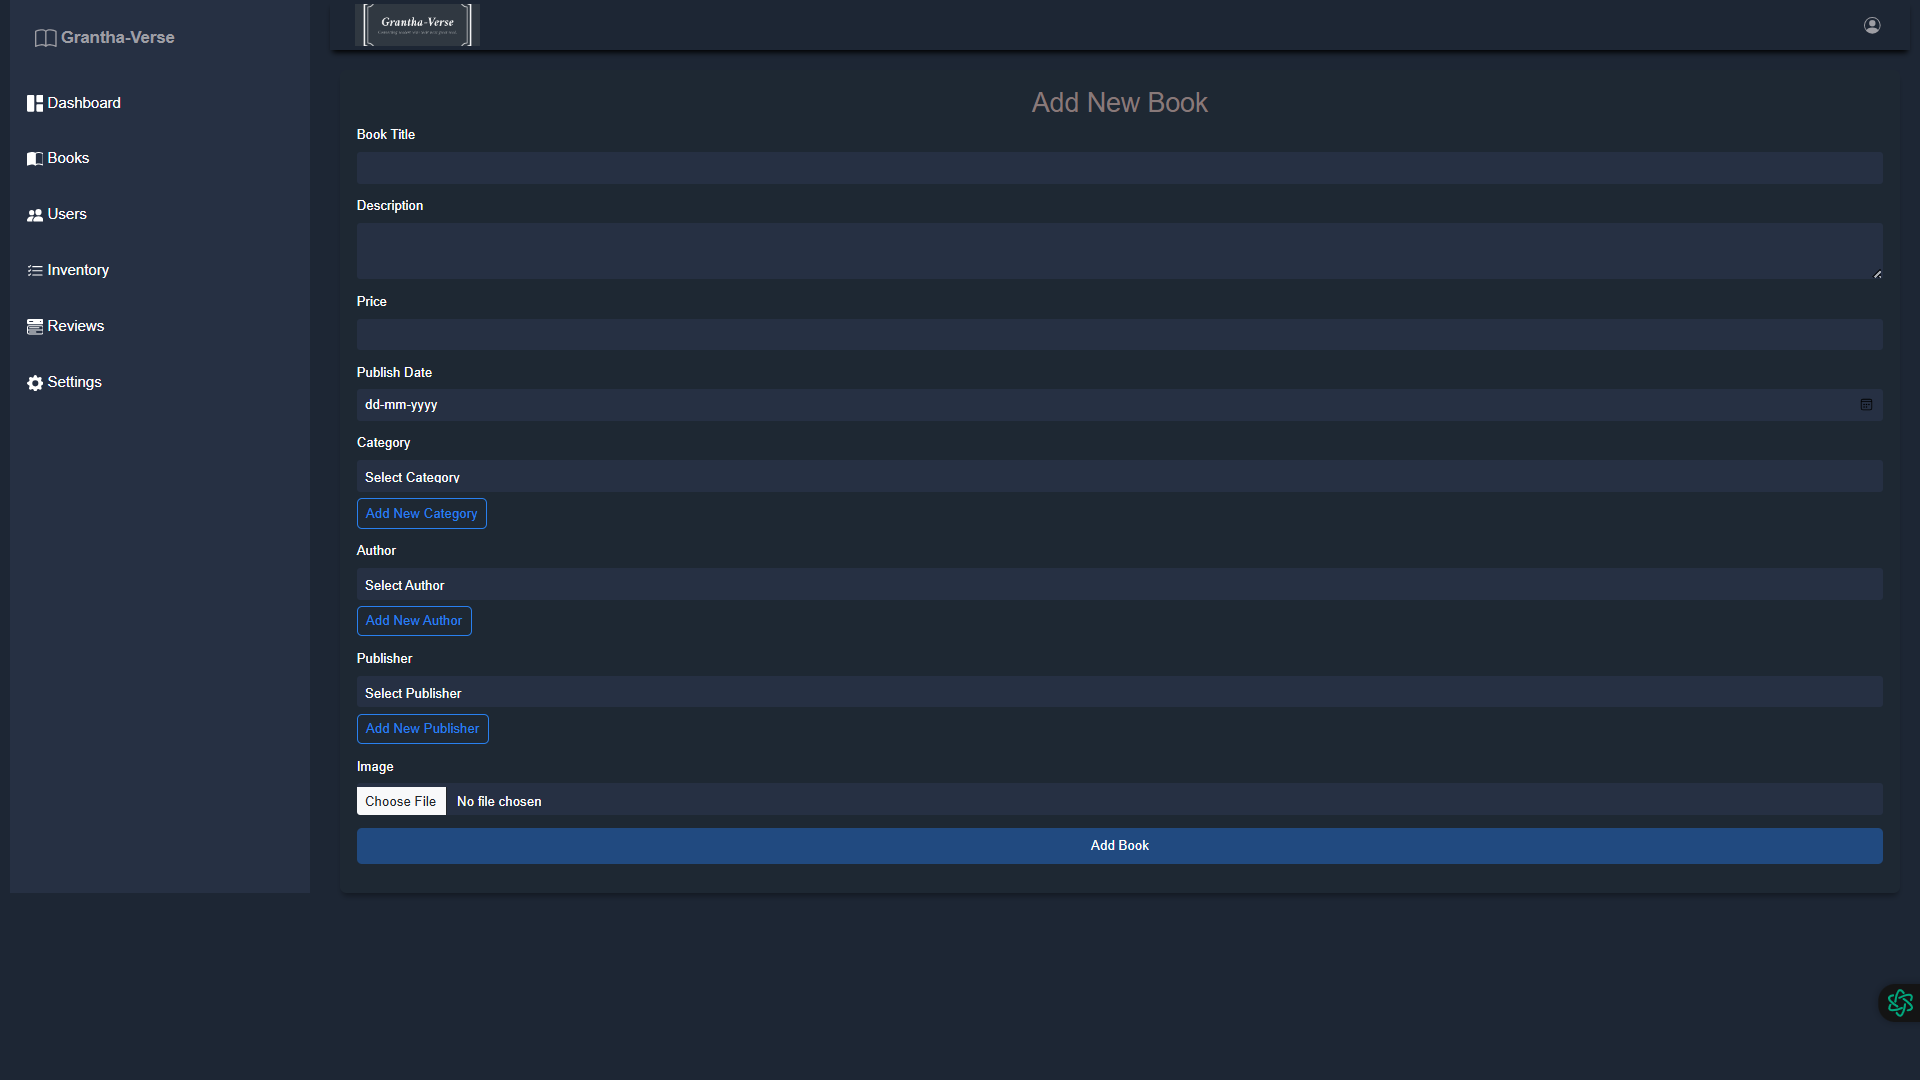 Grantha-Verse
Dashboard
Books
Users
Inventory
Reviews
Settings
Grantha-Verse
Add New Book
Book Title
Description
Price
Publish Date
dd-mm-yyyy
Category
Select Category
Add New Category
Author
Select Author
Add New Author
Publisher
Select Publisher
Add New Publisher
Image
Choose File No file chosen
Add Book